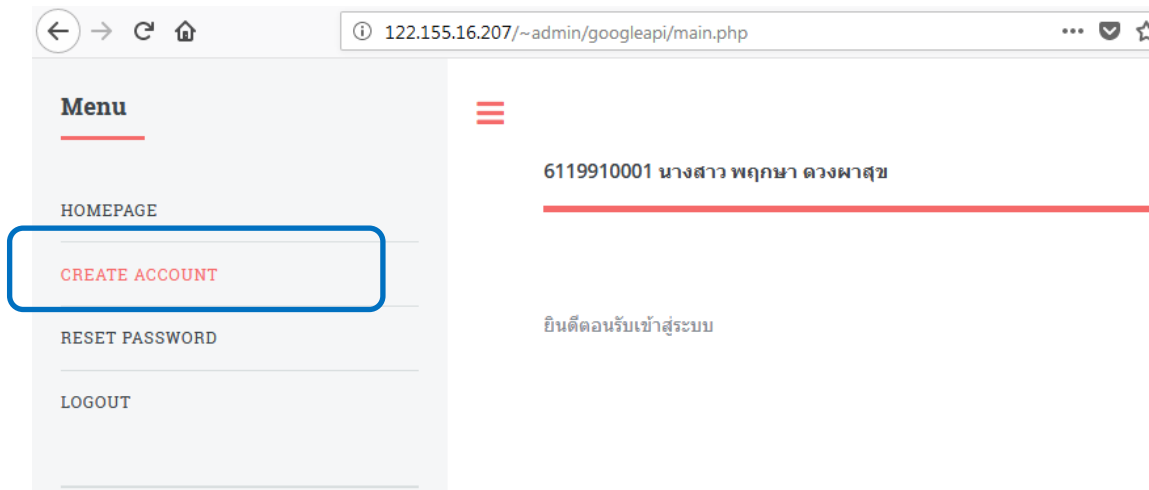 122.155.16.207/~admin/googleapi/main.php
Menu
HOMEPAGE
CREATE ACCOUNT
RESET PASSWORD
LOGOUT
6119910001 นางสาว พฤกษา ดวงผาสุข
ยินดีตอนรับเข้าสู่ระบบ